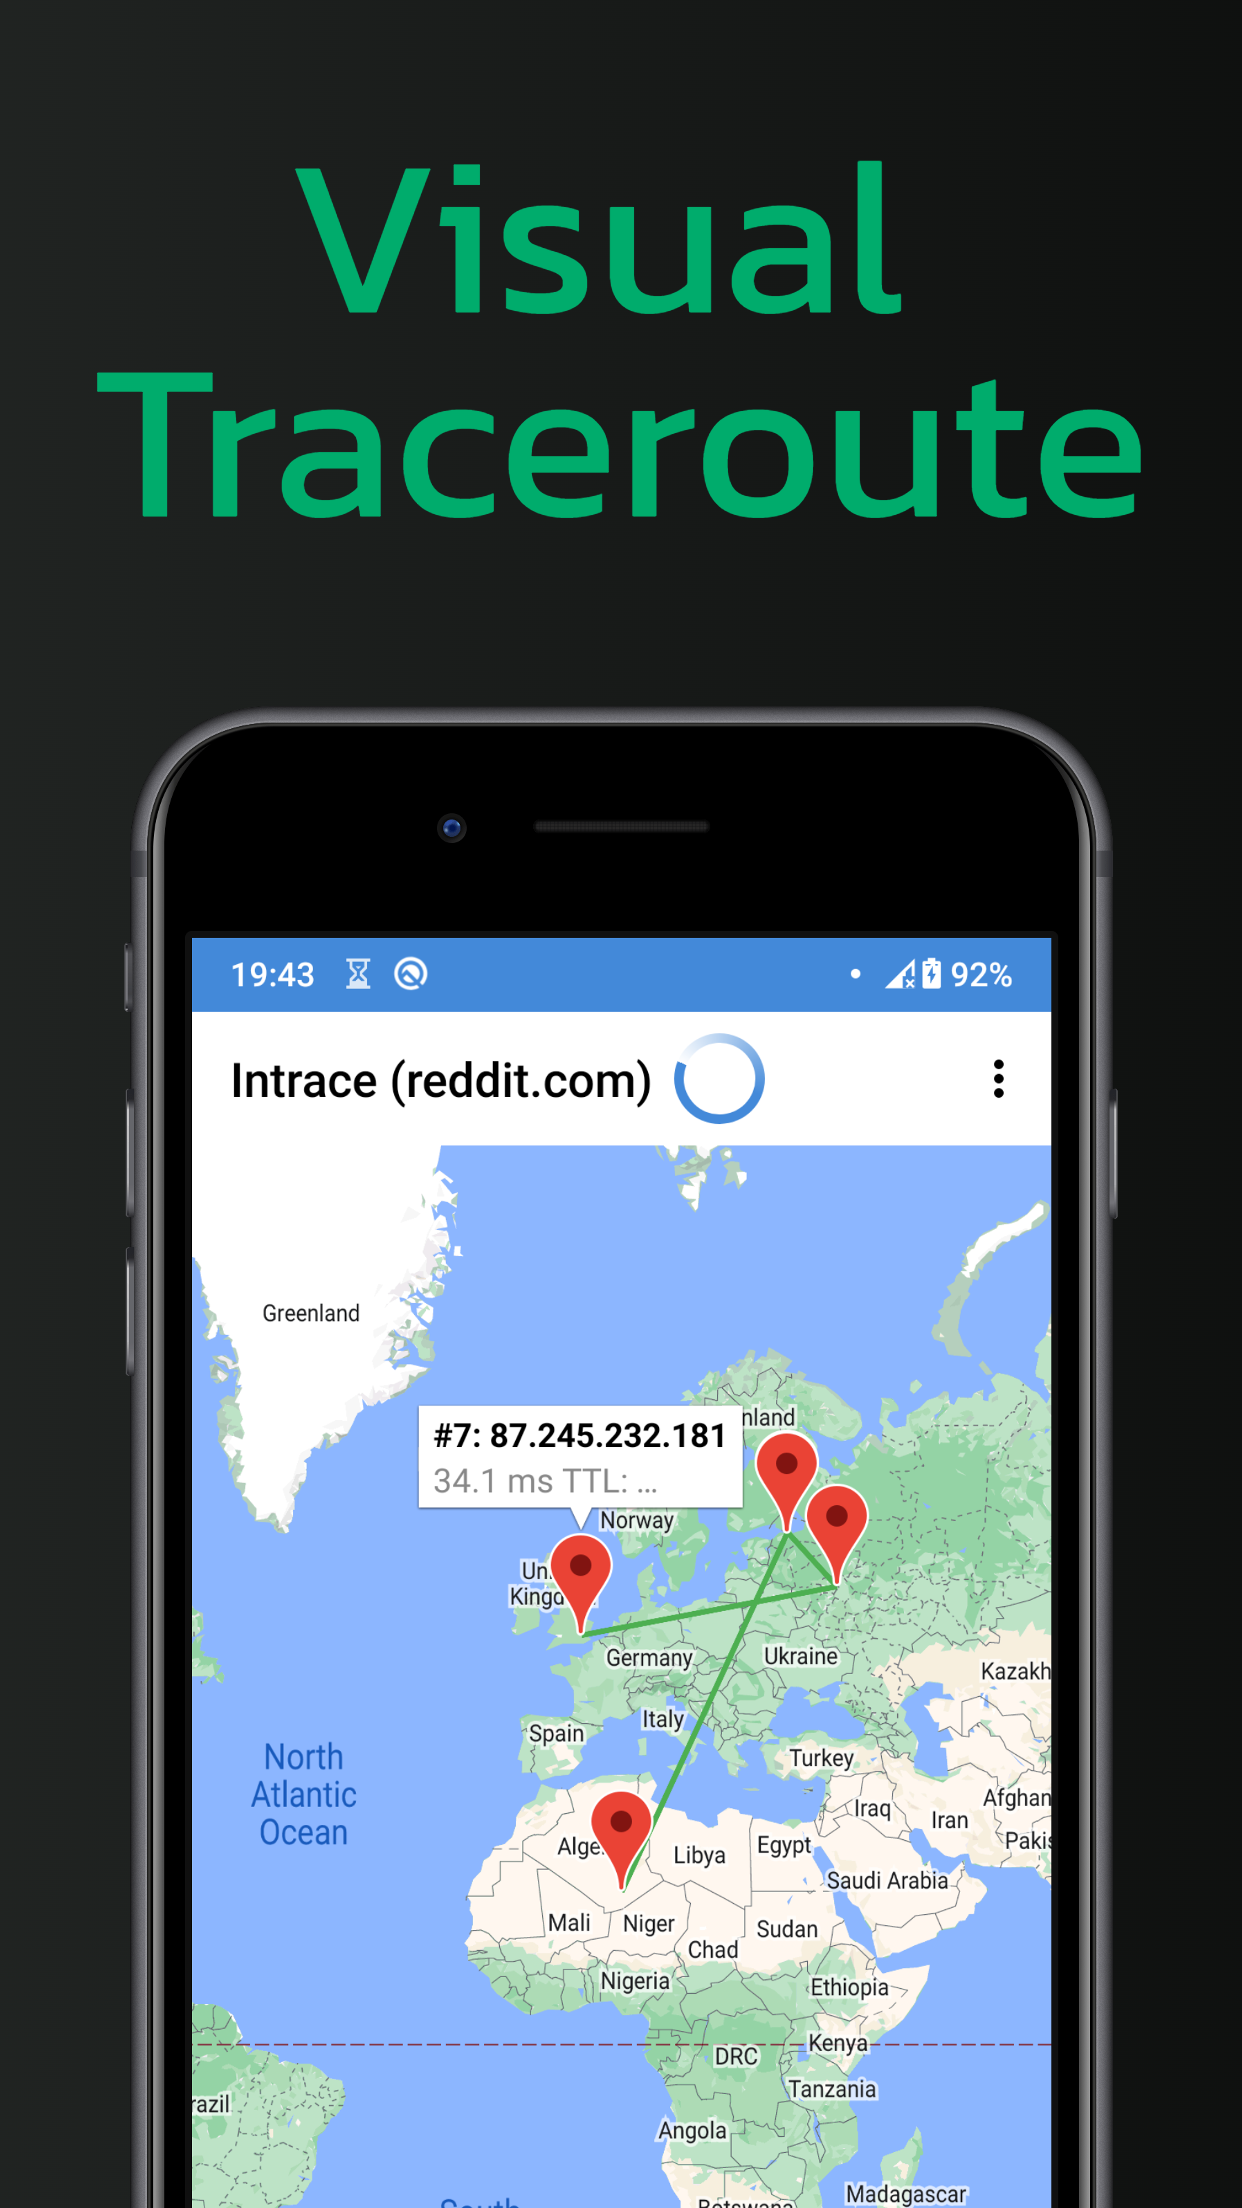 Visual
Traceroute
19:43
92%
Intrace (reddit.com)
Greenland
nland
#7: 87.245.232.181
34.1 ms TTL: ...
Norway
Un
Kingd
Germany
Ukraine
Kazakh
Italy
Spain
North
Atlantic
Ocean
Turkey
Afghan
Iraq
Iran
Pakis
Alge
Libya
Egypt
Saudi Arabia
Mali
Niger
Sudan
Chad
Nigeria
Ethiopia
Kenya
DRC
Tanzania
razil
Angola
Madagascar
South
Botswana